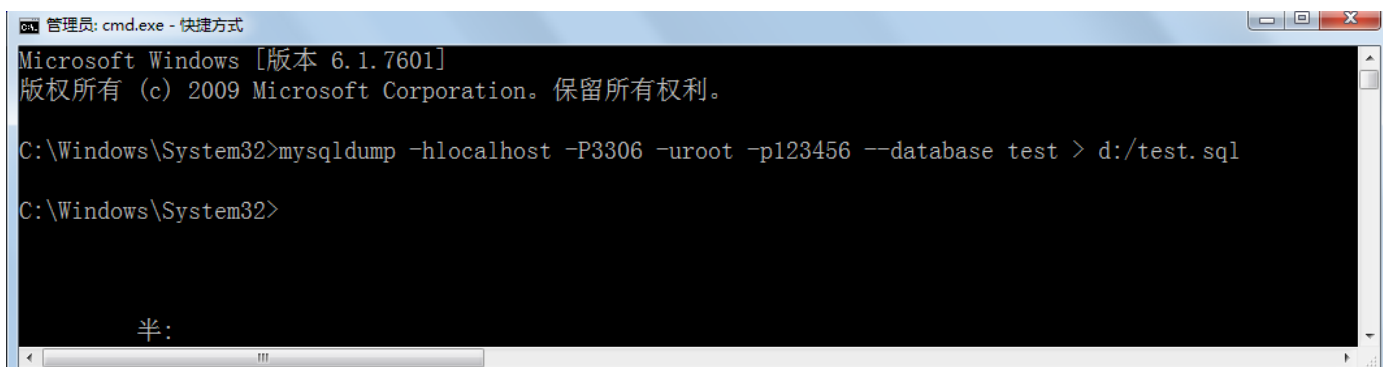 管理员: cmd.exe - 快捷方式
Microsoft Windows [版本 6.1.7601]
版权所有 (c) 2009 Microsoft Corporation。保留所有权利。
C:\Windows\System32>mysqldump -hlocalhost -P3306 -uroot -p123456 --database test > d:/test.sql
C:\Windows\System32>
半: